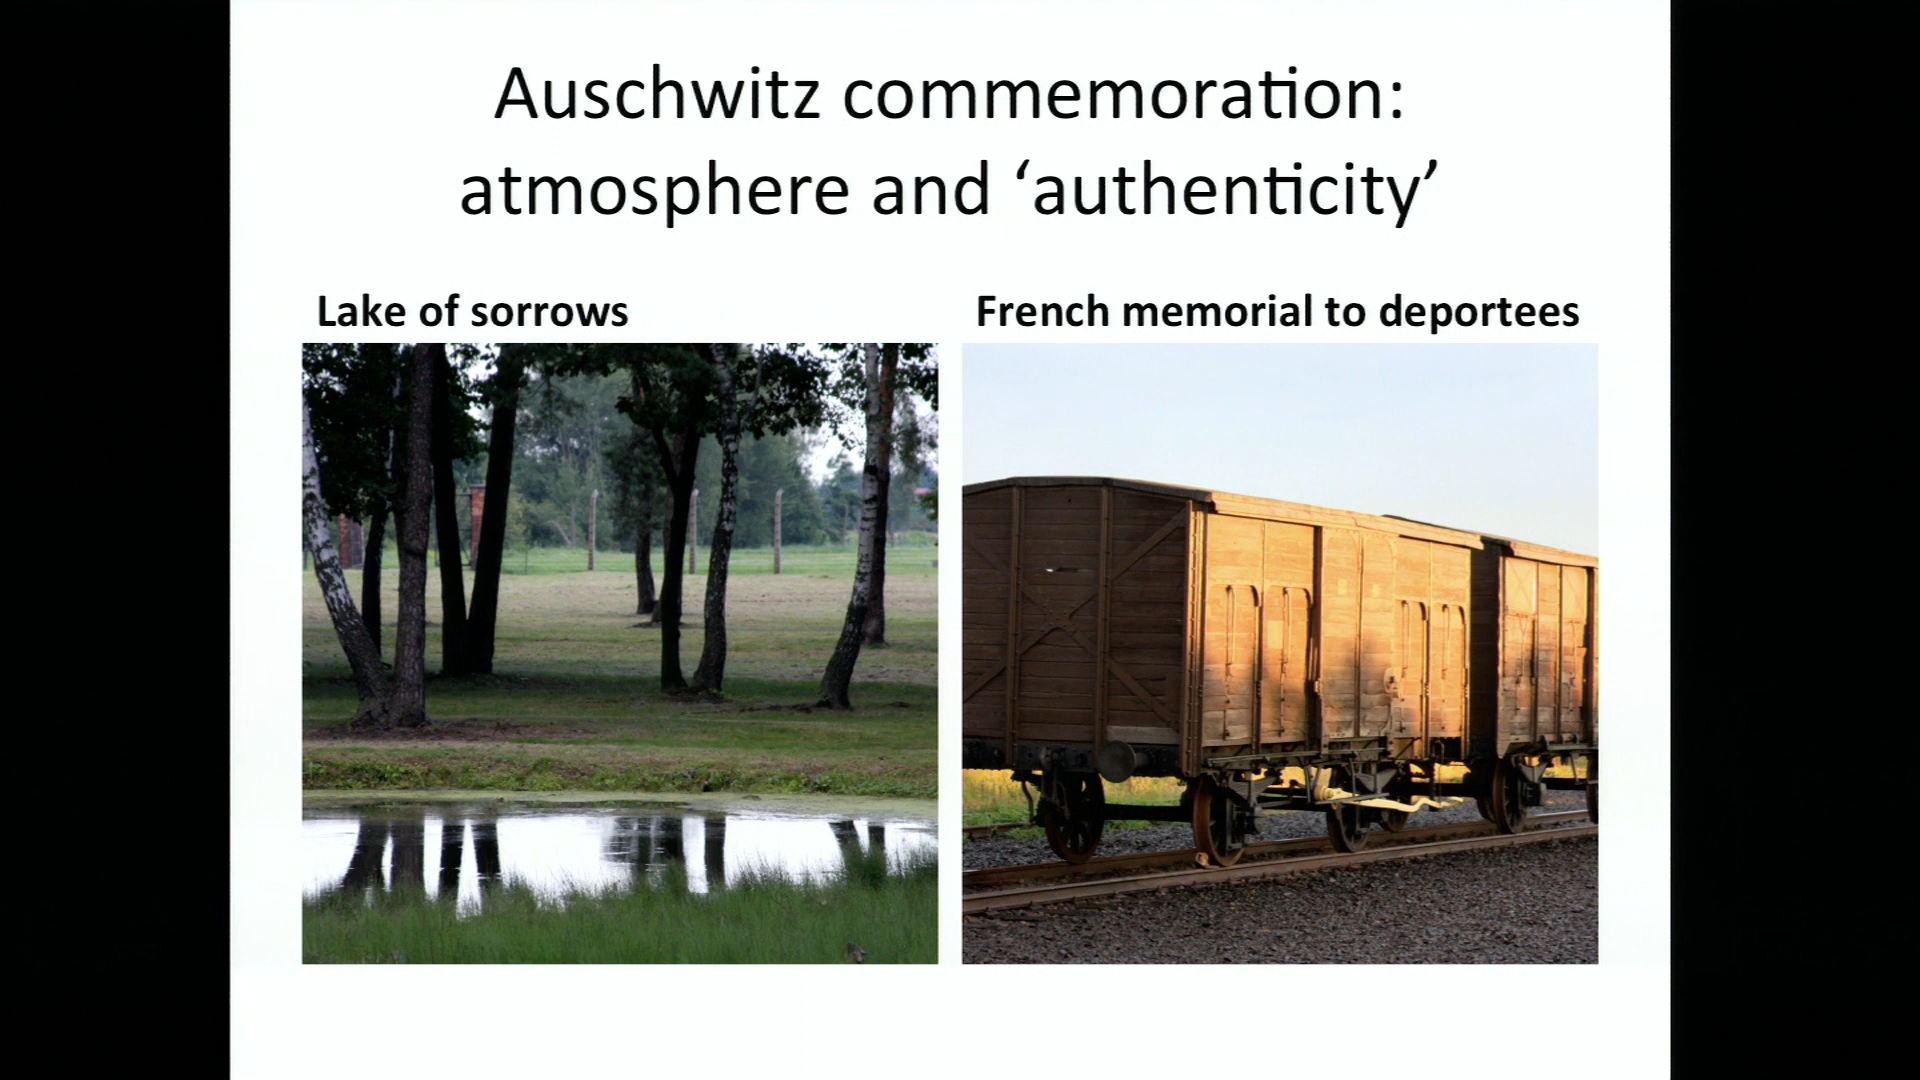 Auschwitz commemoration:
atmosphere and ‘authenticity’
Lake of sorrows
French memorial to deportees